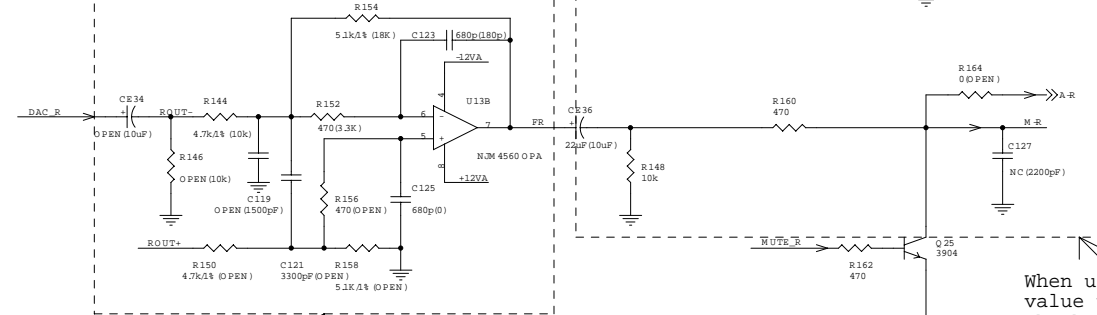 R154
5.1k/1% (18K)
C123
680p(180p)
-12VA
4
U13B
CE34
+
DAC_R
ROUT-
OPEN(10uF)
R144
4.7k/1% (10k)
R152
470(3.3K)
6
-
5
+
7
FR
NJM4560 OPA
8
+12VA
R146
OPEN(10k)
C119
OPEN(1500pF)
R156
470(OPEN)
C125
680p(0)
ROUT+
R150
4.7k/1% (OPEN)
C121
3300pF(OPEN)
R158
5.1K/1% (OPEN)
CE36
+
22uF(10uF)
R148
10k
R160
470
R164
0(OPEN)
A-R
M-R
C127
NC(2200pF)
MUTE_R
R162
470
Q25
3904
When u
value